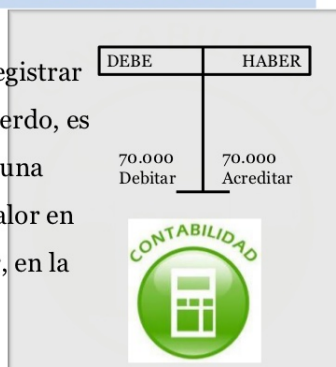 egistrar
erdo, es
una
alor en
, en la
DEBE HABER
70.000 70.000
Debitar Acreditar
CONTABILIDAD